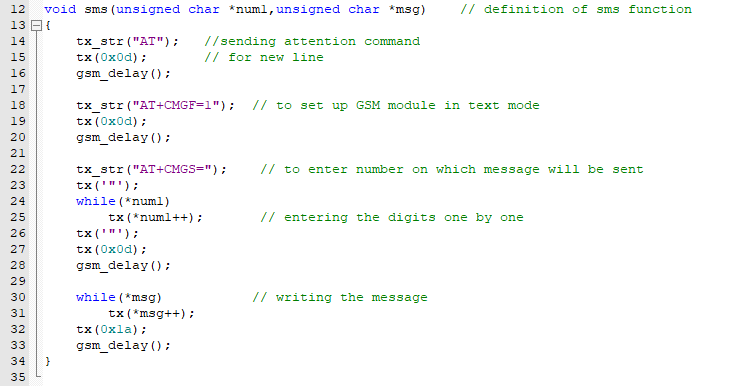 12 void sms(unsigned char *num1,unsigned char *msg)    // definition of sms function
13 {
14     tx_str("AT");   //sending attention command
15     tx(0x0d);       // for new line
16     gsm_delay();
17
18     tx_str("AT+CMGF=1");  // to set up GSM module in text mode
19     tx(0x0d);
20     gsm_delay();
21
22     tx_str("AT+CMGS=");    // to enter number on which message will be sent
23     tx('"');
24     while(*num1)
25         tx(*num1++);       // entering the digits one by one
26     tx('"');
27     tx(0x0d);
28     gsm_delay();
29
30     while(*msg)           // writing the message
31         tx(*msg++);
32     tx(0x1a);
33     gsm_delay();
34 }
35